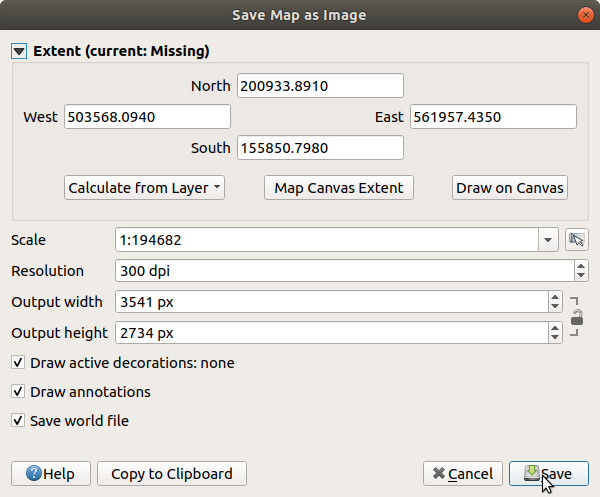 Save Map as Image
Extent (current: Missing)
North 200933.8910
West 503568.0940 East 561957.4350
South 155850.7980
Calculate from Layer Map Canvas Extent Draw on Canvas
Scale 1:194682
Resolution 300 dpi
Output width 3541 px
Output height 2734 px
Draw active decorations: none
Draw annotations
Save world file
Help Copy to Clipboard Cancel Save